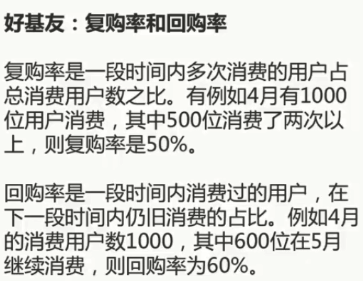 好基友：复购率和回购率
复购率是一段时间内多次消费的用户占
总消费用户数之比。有例如4月有1000
位用户消费，其中500位消费了两次以
上，则复购率是50%。
回购率是一段时间内消费过的用户，在
下一段时间内仍旧消费的占比。例如4月
的消费用户数1000，其中600位在5月
继续消费，则回购率为60%。